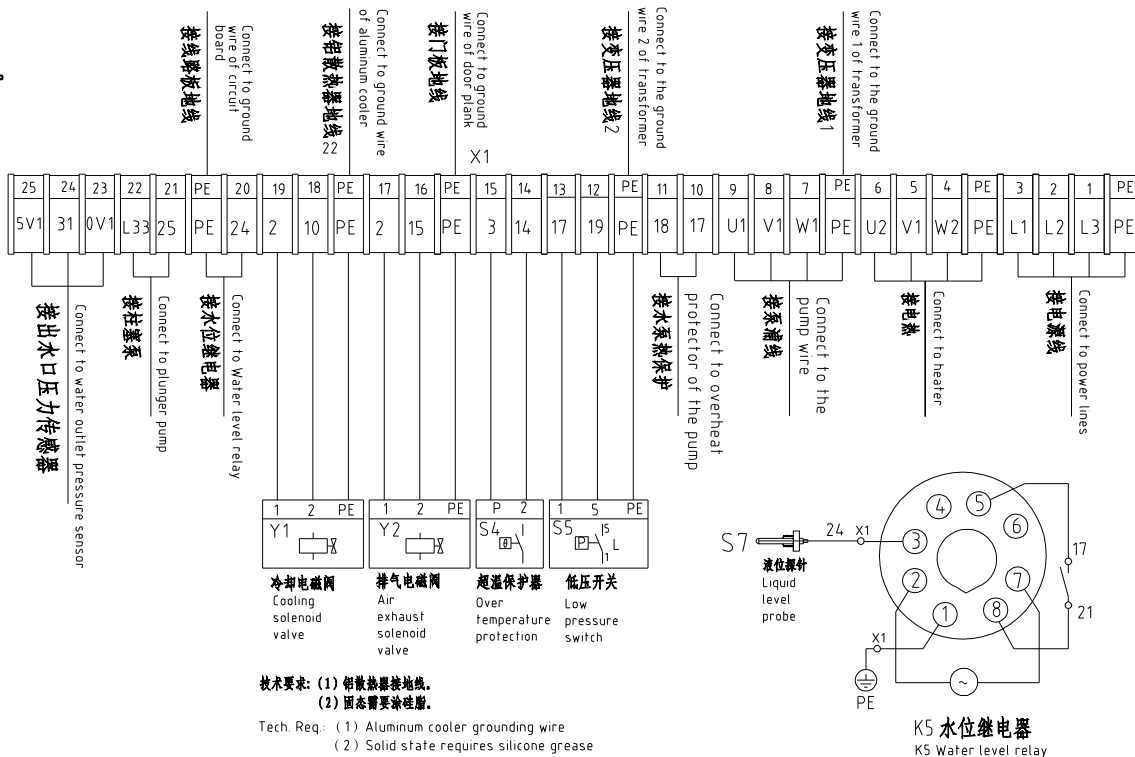 接线路板地线
Connect to ground
wire of circuit
board
接铝散热器地线22
Connect to ground wire
of aluminum cooler
接门板地线
Connect to ground
wire of door plank
接变压器地线2
Connect to the ground
wire 2 of transformer
接变压器地线1
Connect to the ground
wire 1 of transformer
X1
25 24 23 22 21 PE 20 19 18 PE 17 16 PE 15 14 13 12 PE 11 10 9 8 7 PE 6 5 4 PE 3 2 1 PE
5V1 31 0V1 L33 25 PE 24 2 10 PE 2 15 PE 3 14 17 19 PE 18 17 U1 V1 W1 PE U2 V1 W2 PE L1 L2 L3 PE
接出水口压力传感器
Connect to water outlet pressure sensor
接柱塞泵
Connect to plunger pump
接水位继电器
Connect to Water level relay
接水泵热保护
Connect to overheat
protector of the pump
接泵浦线
Connect to the
pump wire
接电热
Connect to heater
接电源线
Connect to power lines
1 2 PE
Y1
冷却电磁阀
Cooling
solenoid
valve
1 2 PE
Y2
排气电磁阀
Air
exhaust
solenoid
valve
P 2
S4
θ
超温保护器
Over
temperature
protection
1 5 PE
S5
P
5
L
1
低压开关
Low
pressure
switch
S7
24
X1
液位探针
Liquid
level
probe
4
5
3
6
2
7
1
8
17
21
X1
PE
~
K5 水位继电器
K5 Water level relay
技术要求:(1) 铝散热器接地线。
(2) 固态需要涂硅脂。
Tech. Req.: (1) Aluminum cooler grounding wire
(2) Solid state requires silicone grease